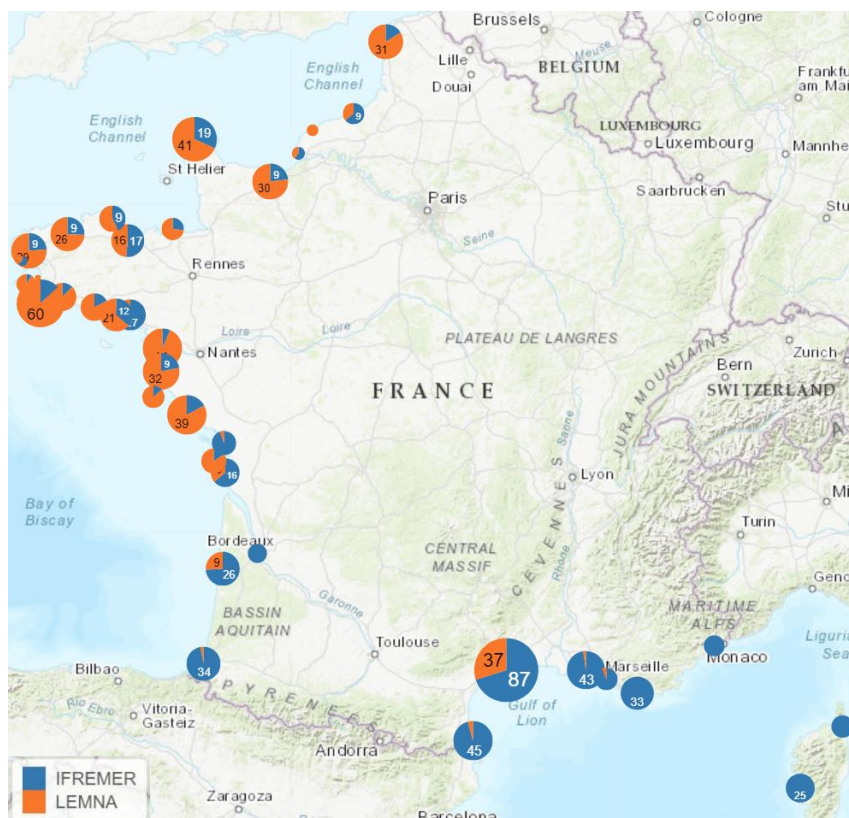 Brussels
Cologne
31
English
Channel
Lille
Meuse
Douai
BELGIUM
Frankfu
am Mai
9
English
Channel
19
41
LUXEMBOURG
Luxembourg
Mannhe
St Helier
9
30
Saarbrucken
Paris
Stu
9
9
26
16
17
9
Seine
Rennes
60
12
21
Loire
Loire
Nantes
PLATEAU DE LANGRES
Zurich
9
32
Bern
SWITZERLAND
JURA MOUNTAINS
FRANCE
39
Saone
16
Lyon
Bay of
Biscay
Mi
Turin
Bordeaux
CENTRAL
MASSIF
CEVENNES
Rhône
9
26
Garonne
BASSIN
AQUITAIN
MARITIME
ALPS
Geno
Toulouse
Monaco
Liguri
Sea
34
37
87
43
Marseille
33
Bilbao
PYRENEES
Gulf of
Lion
Rio Ebro
Vitoria-
Gasteiz
Andorra
45
IFREMER
LEMNA
Zaragoza
25
Barcelona